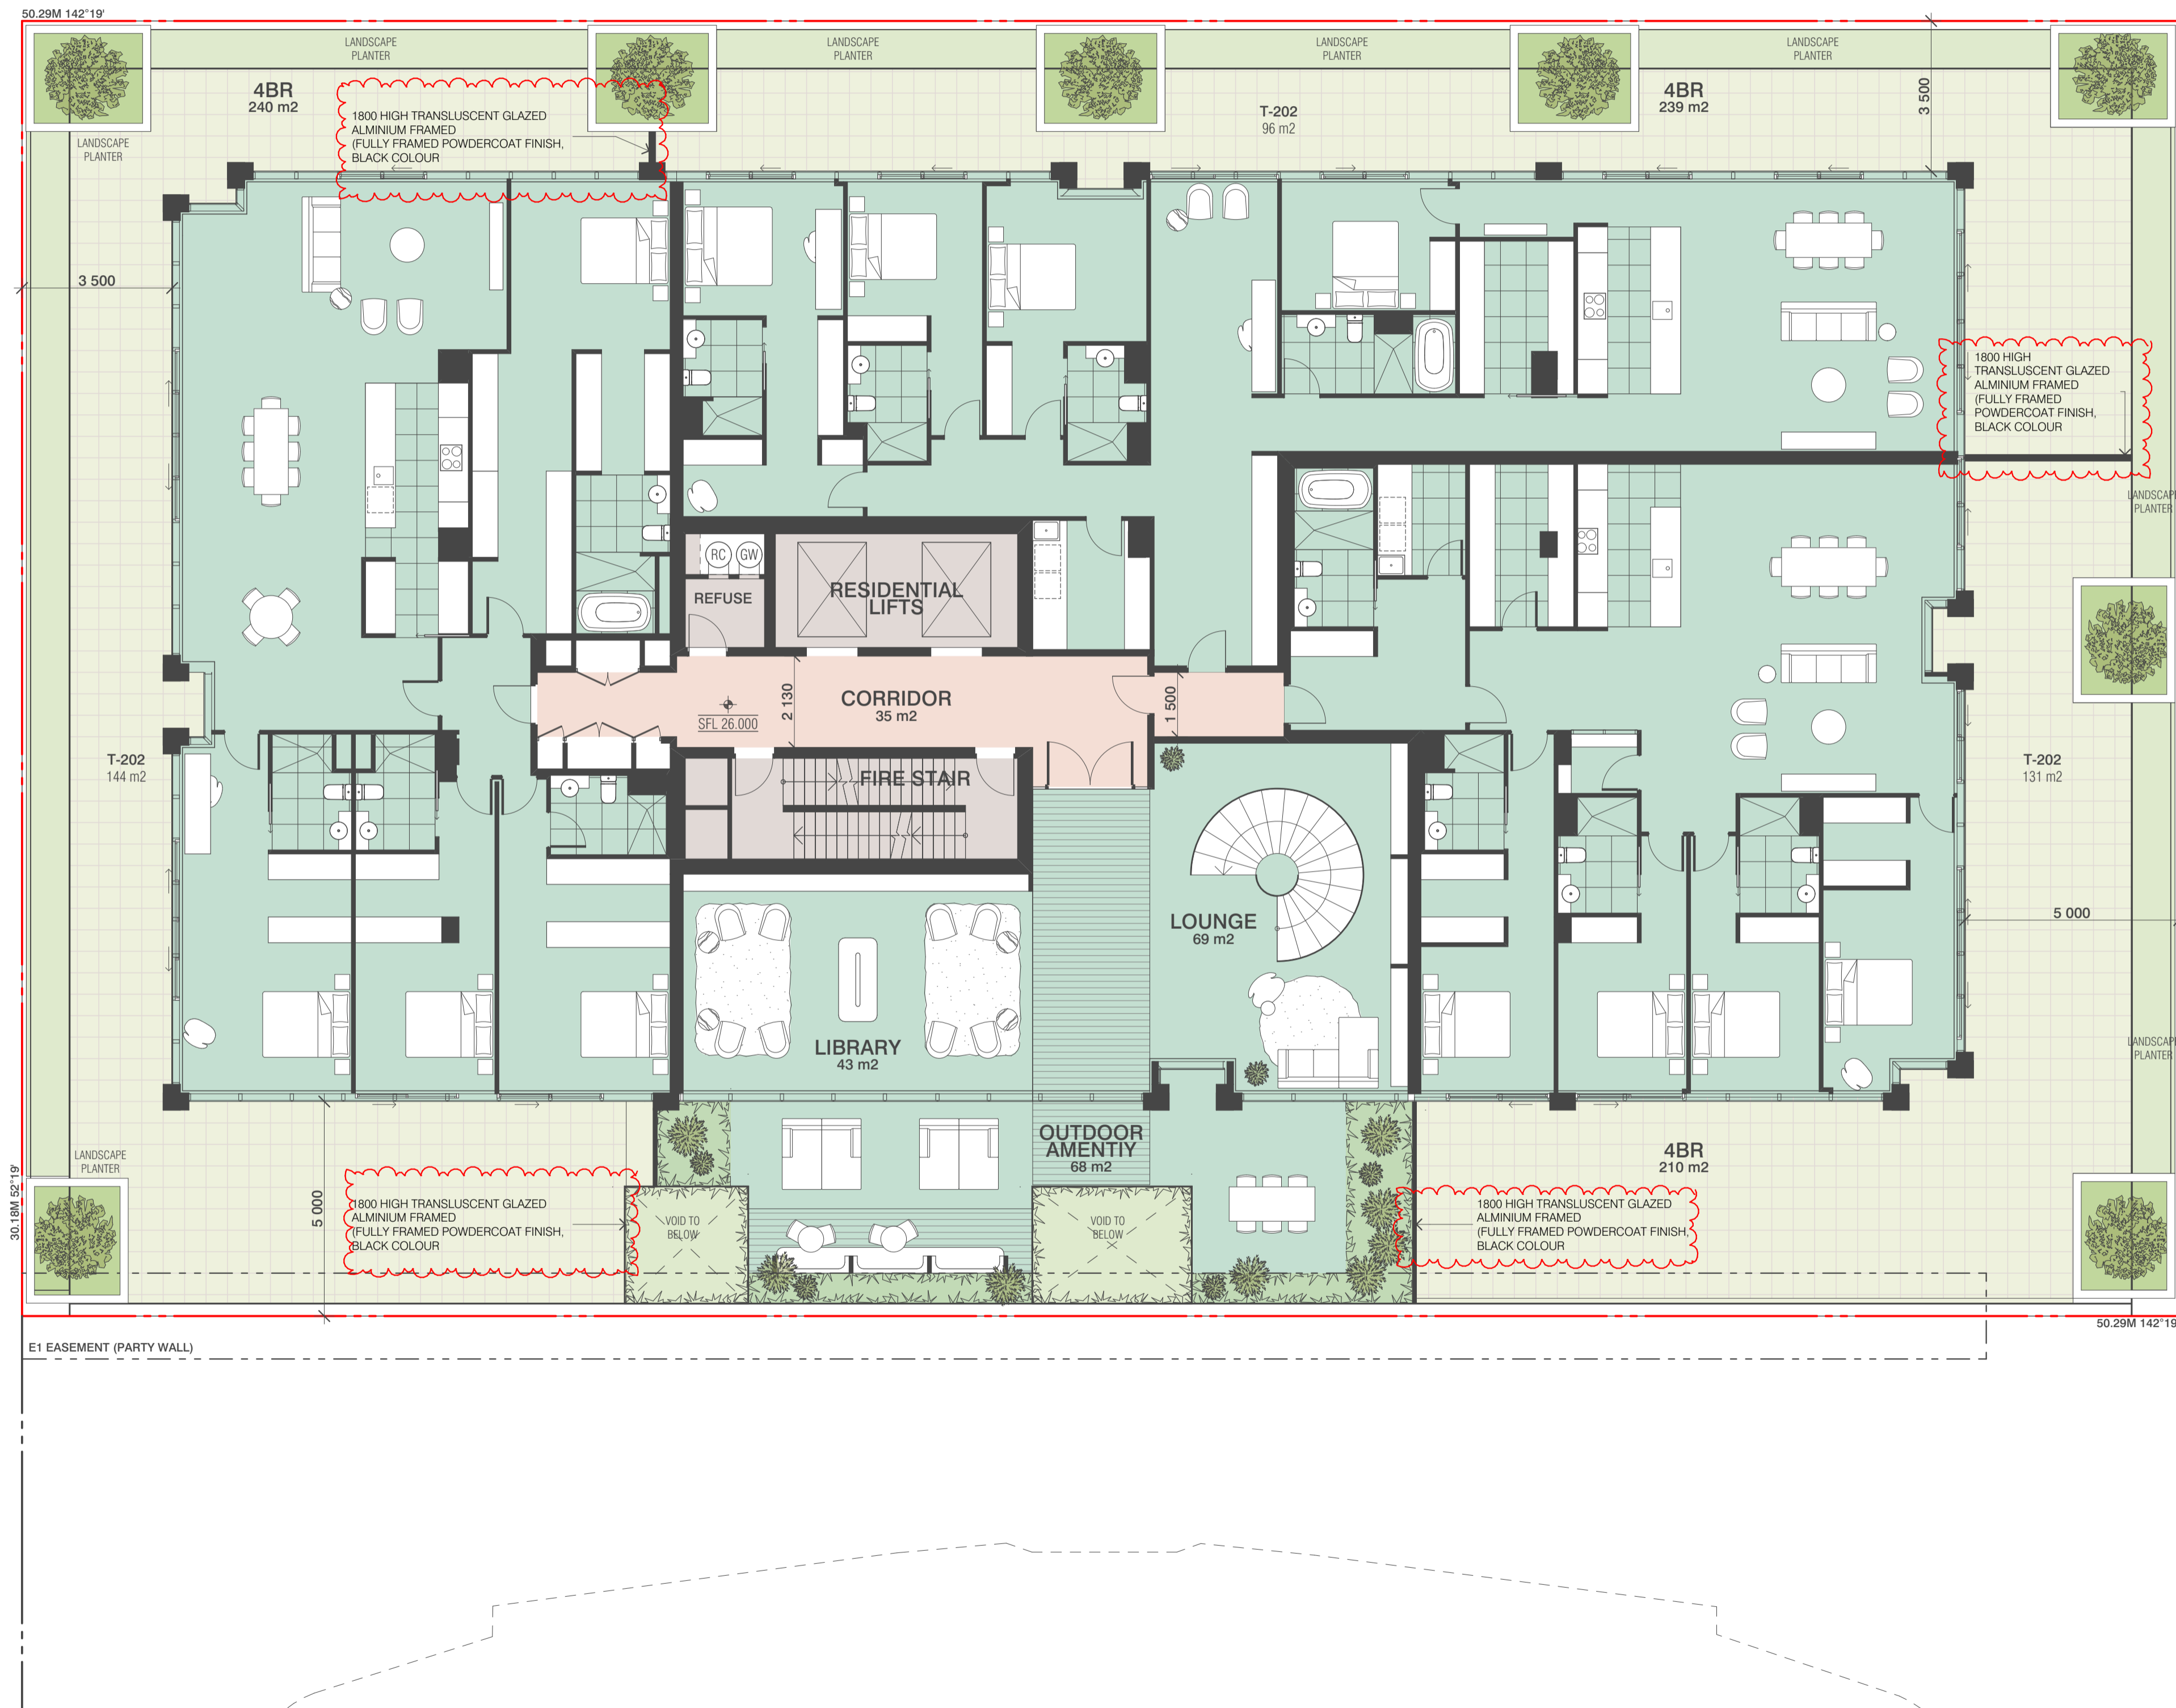 50.29M 142°19'
LANDSCAPE
PLANTER
LANDSCAPE
PLANTER
LANDSCAPE
PLANTER
LANDSCAPE
PLANTER
4BR
240 m2
1800 HIGH TRANSLUSCENT GLAZED
ALMINIUM FRAMED
(FULLY FRAMED POWDERCOAT FINISH,
BLACK COLOUR
T-202
96 m2
4BR
239 m2
3 500
LANDSCAPE
PLANTER
3 500
1800 HIGH
TRANSLUSCENT GLAZED
ALMINIUM FRAMED
(FULLY FRAMED
POWDERCOAT FINISH,
BLACK COLOUR
LANDSCAPE
PLANTER
RC
GW
REFUSE
RESIDENTIAL
LIFTS
SFL 26.000
2 130
CORRIDOR
35 m2
1 500
T-202
144 m2
FIRE STAIR
T-202
131 m2
LOUNGE
69 m2
5 000
LIBRARY
43 m2
LANDSCAPE
PLANTER
LANDSCAPE
PLANTER
OUTDOOR
AMENTIY
68 m2
4BR
210 m2
30.18M 52°19'
5 000
1800 HIGH TRANSLUSCENT GLAZED
ALMINIUM FRAMED
(FULLY FRAMED POWDERCOAT FINISH,
BLACK COLOUR
VOID TO
BELOW
VOID TO
BELOW
1800 HIGH TRANSLUSCENT GLAZED
ALMINIUM FRAMED
(FULLY FRAMED POWDERCOAT FINISH,
BLACK COLOUR
50.29M 142°19
E1 EASEMENT (PARTY WALL)